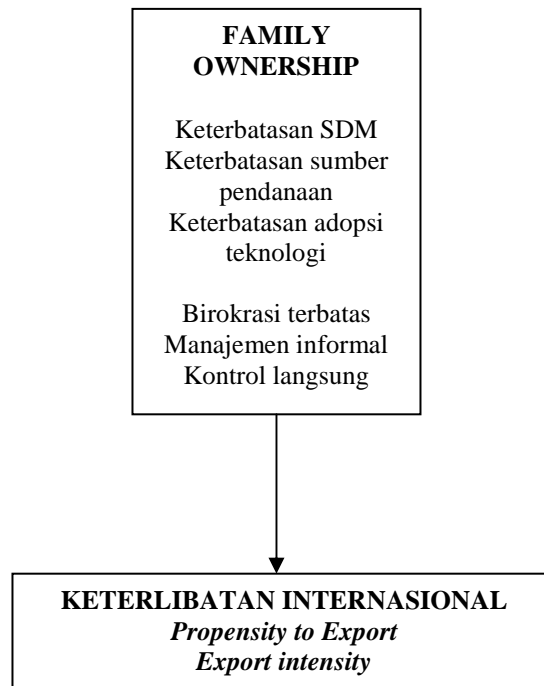 FAMILY
OWNERSHIP
Keterbatasan SDM
Keterbatasan sumber
pendanaan
Keterbatasan adopsi
teknologi
Birokrasi terbatas
Manajemen informal
Kontrol langsung
KETERLIBATAN INTERNASIONAL
Propensity to Export
Export intensity